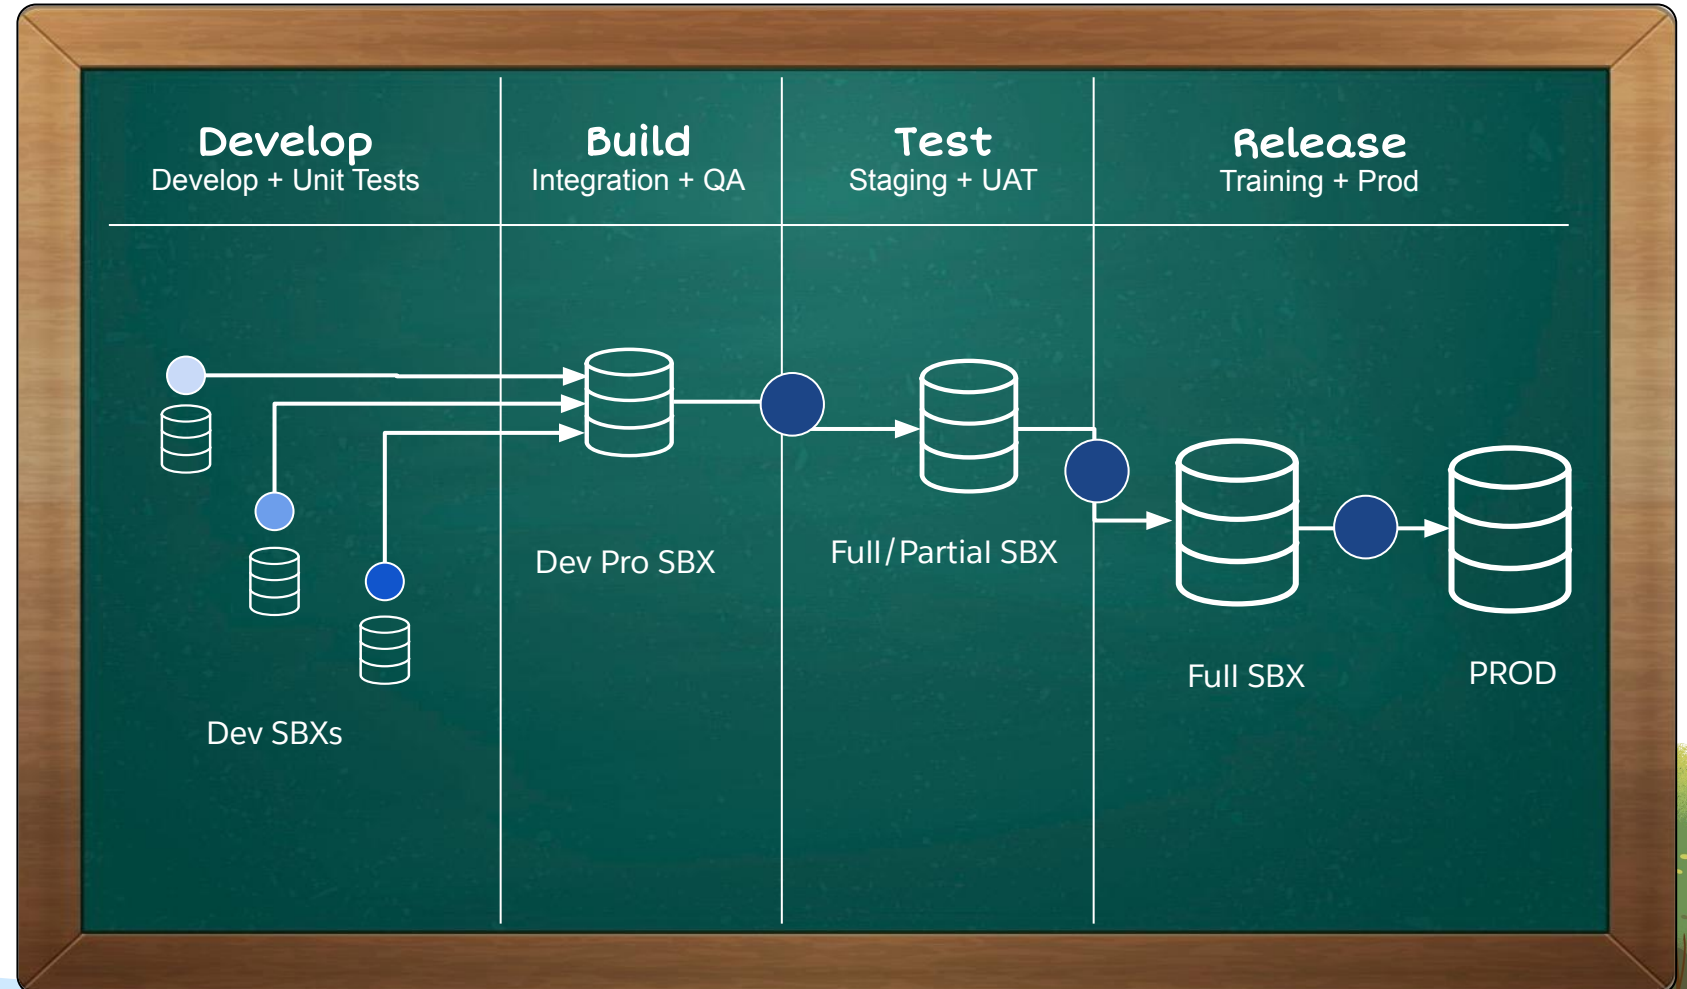 Develop
Develop + Unit Tests
Build
Integration + QA
Test
Staging + UAT
Release
Training + Prod
Dev SBXs
Dev Pro SBX
Full/Partial SBX
Full SBX
PROD